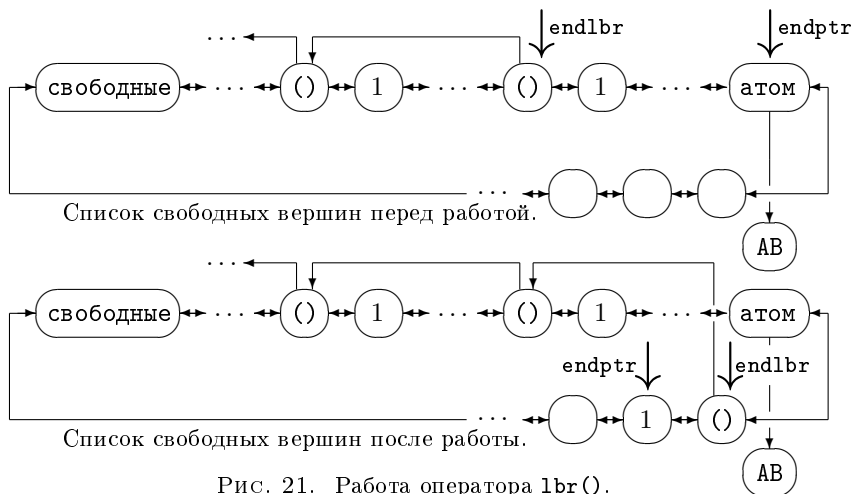 ... endlbr endptr
свободные ... () 1 ... () 1 ... атом
...
Список свободных вершин перед работой.
AB
...
свободные ... () 1 ... () 1 ... атом
endptr endlbr
... 1 ()
Список свободных вершин после работы.
AB
Рис. 21. Работа оператора lbr().